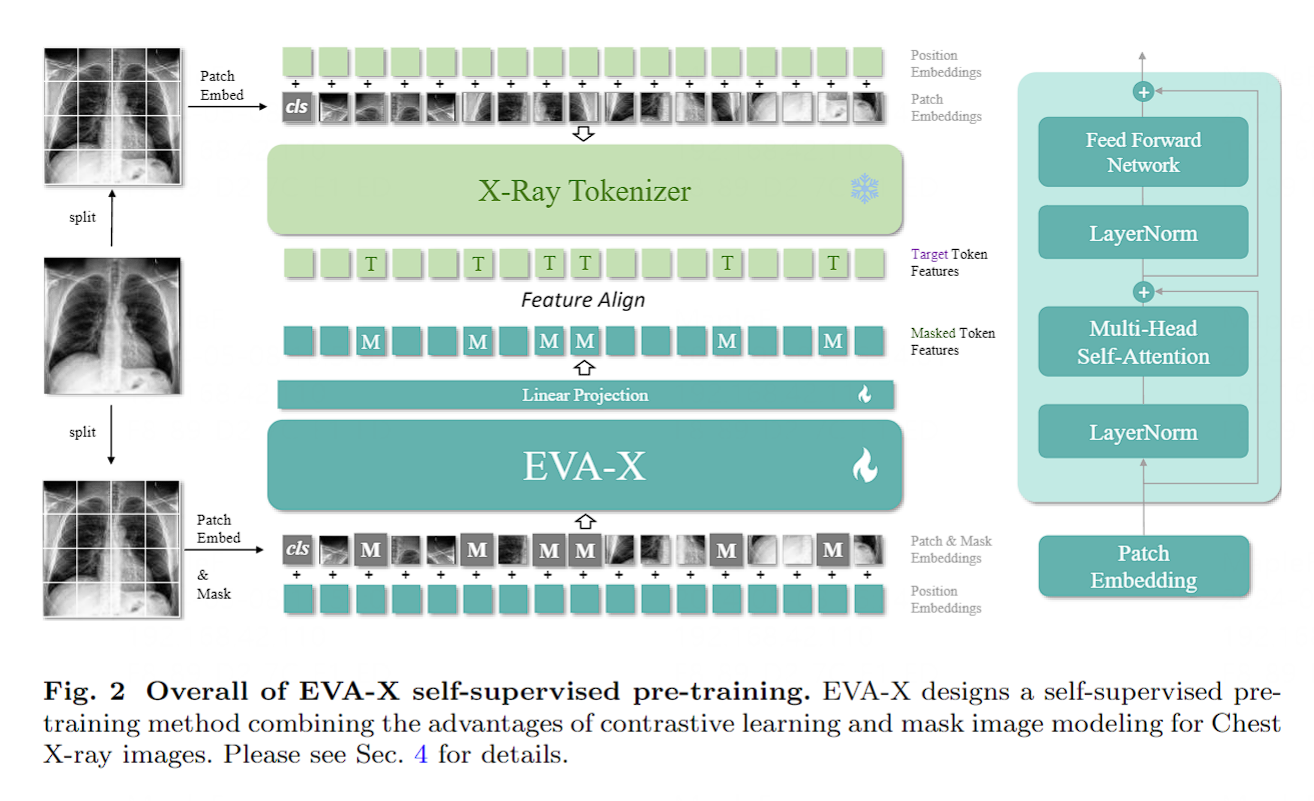 Patch
Embed
split
split
Patch
Embed
&
Mask
+ + + + + + + + + + + + + + + + +
cls
Position
Embeddings
Patch
Embeddings
X-Ray Tokenizer
T T T T T T
Target Token
Features
Feature Align
M M M M M M
Masked Token
Features
Linear Projection
EVA-X
cls M M M M M M
Patch & Mask
Embeddings
+ + + + + + + + + + + + + + + + +
Position
Embeddings
+
Feed Forward
Network
LayerNorm
+
Multi-Head
Self-Attention
LayerNorm
Patch
Embedding
Fig. 2 Overall of EVA-X self-supervised pre-training. EVA-X designs a self-supervised pre-
training method combining the advantages of contrastive learning and mask image modeling for Chest
X-ray images. Please see Sec. 4 for details.